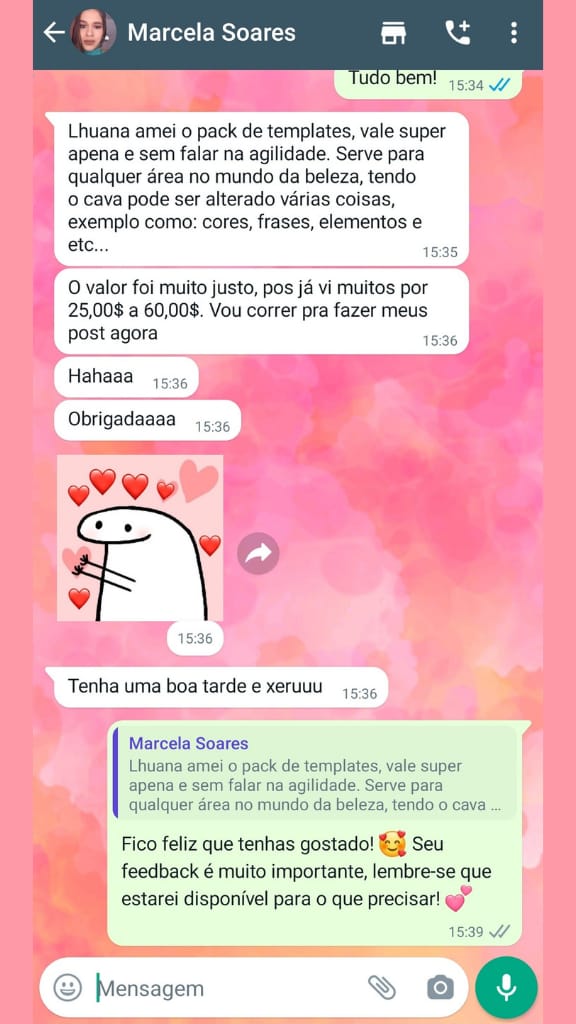 Marcela Soares
Tudo bem!
15:34
Lhuana amei o pack de templates, vale super
apena e sem falar na agilidade. Serve para
qualquer área no mundo da beleza, tendo
o cava pode ser alterado várias coisas,
exemplo como: cores, frases, elementos e
etc...
15:35
O valor foi muito justo, pos já vi muitos por
25,00$ a 60,00$. Vou correr pra fazer meus
post agora
15:36
Hahaaa 15:36
Obrigadaaaa 15:36
15:36
Tenha uma boa tarde e xeruuu 15:36
Marcela Soares
Lhuana amei o pack de templates, vale super
apena e sem falar na agilidade. Serve para
qualquer área no mundo da beleza, tendo o cava ...
Fico feliz que tenhas gostado! 🥰 Seu
feedback é muito importante, lembre-se que
estarei disponível para o que precisar! 💕
15:39
Mensagem